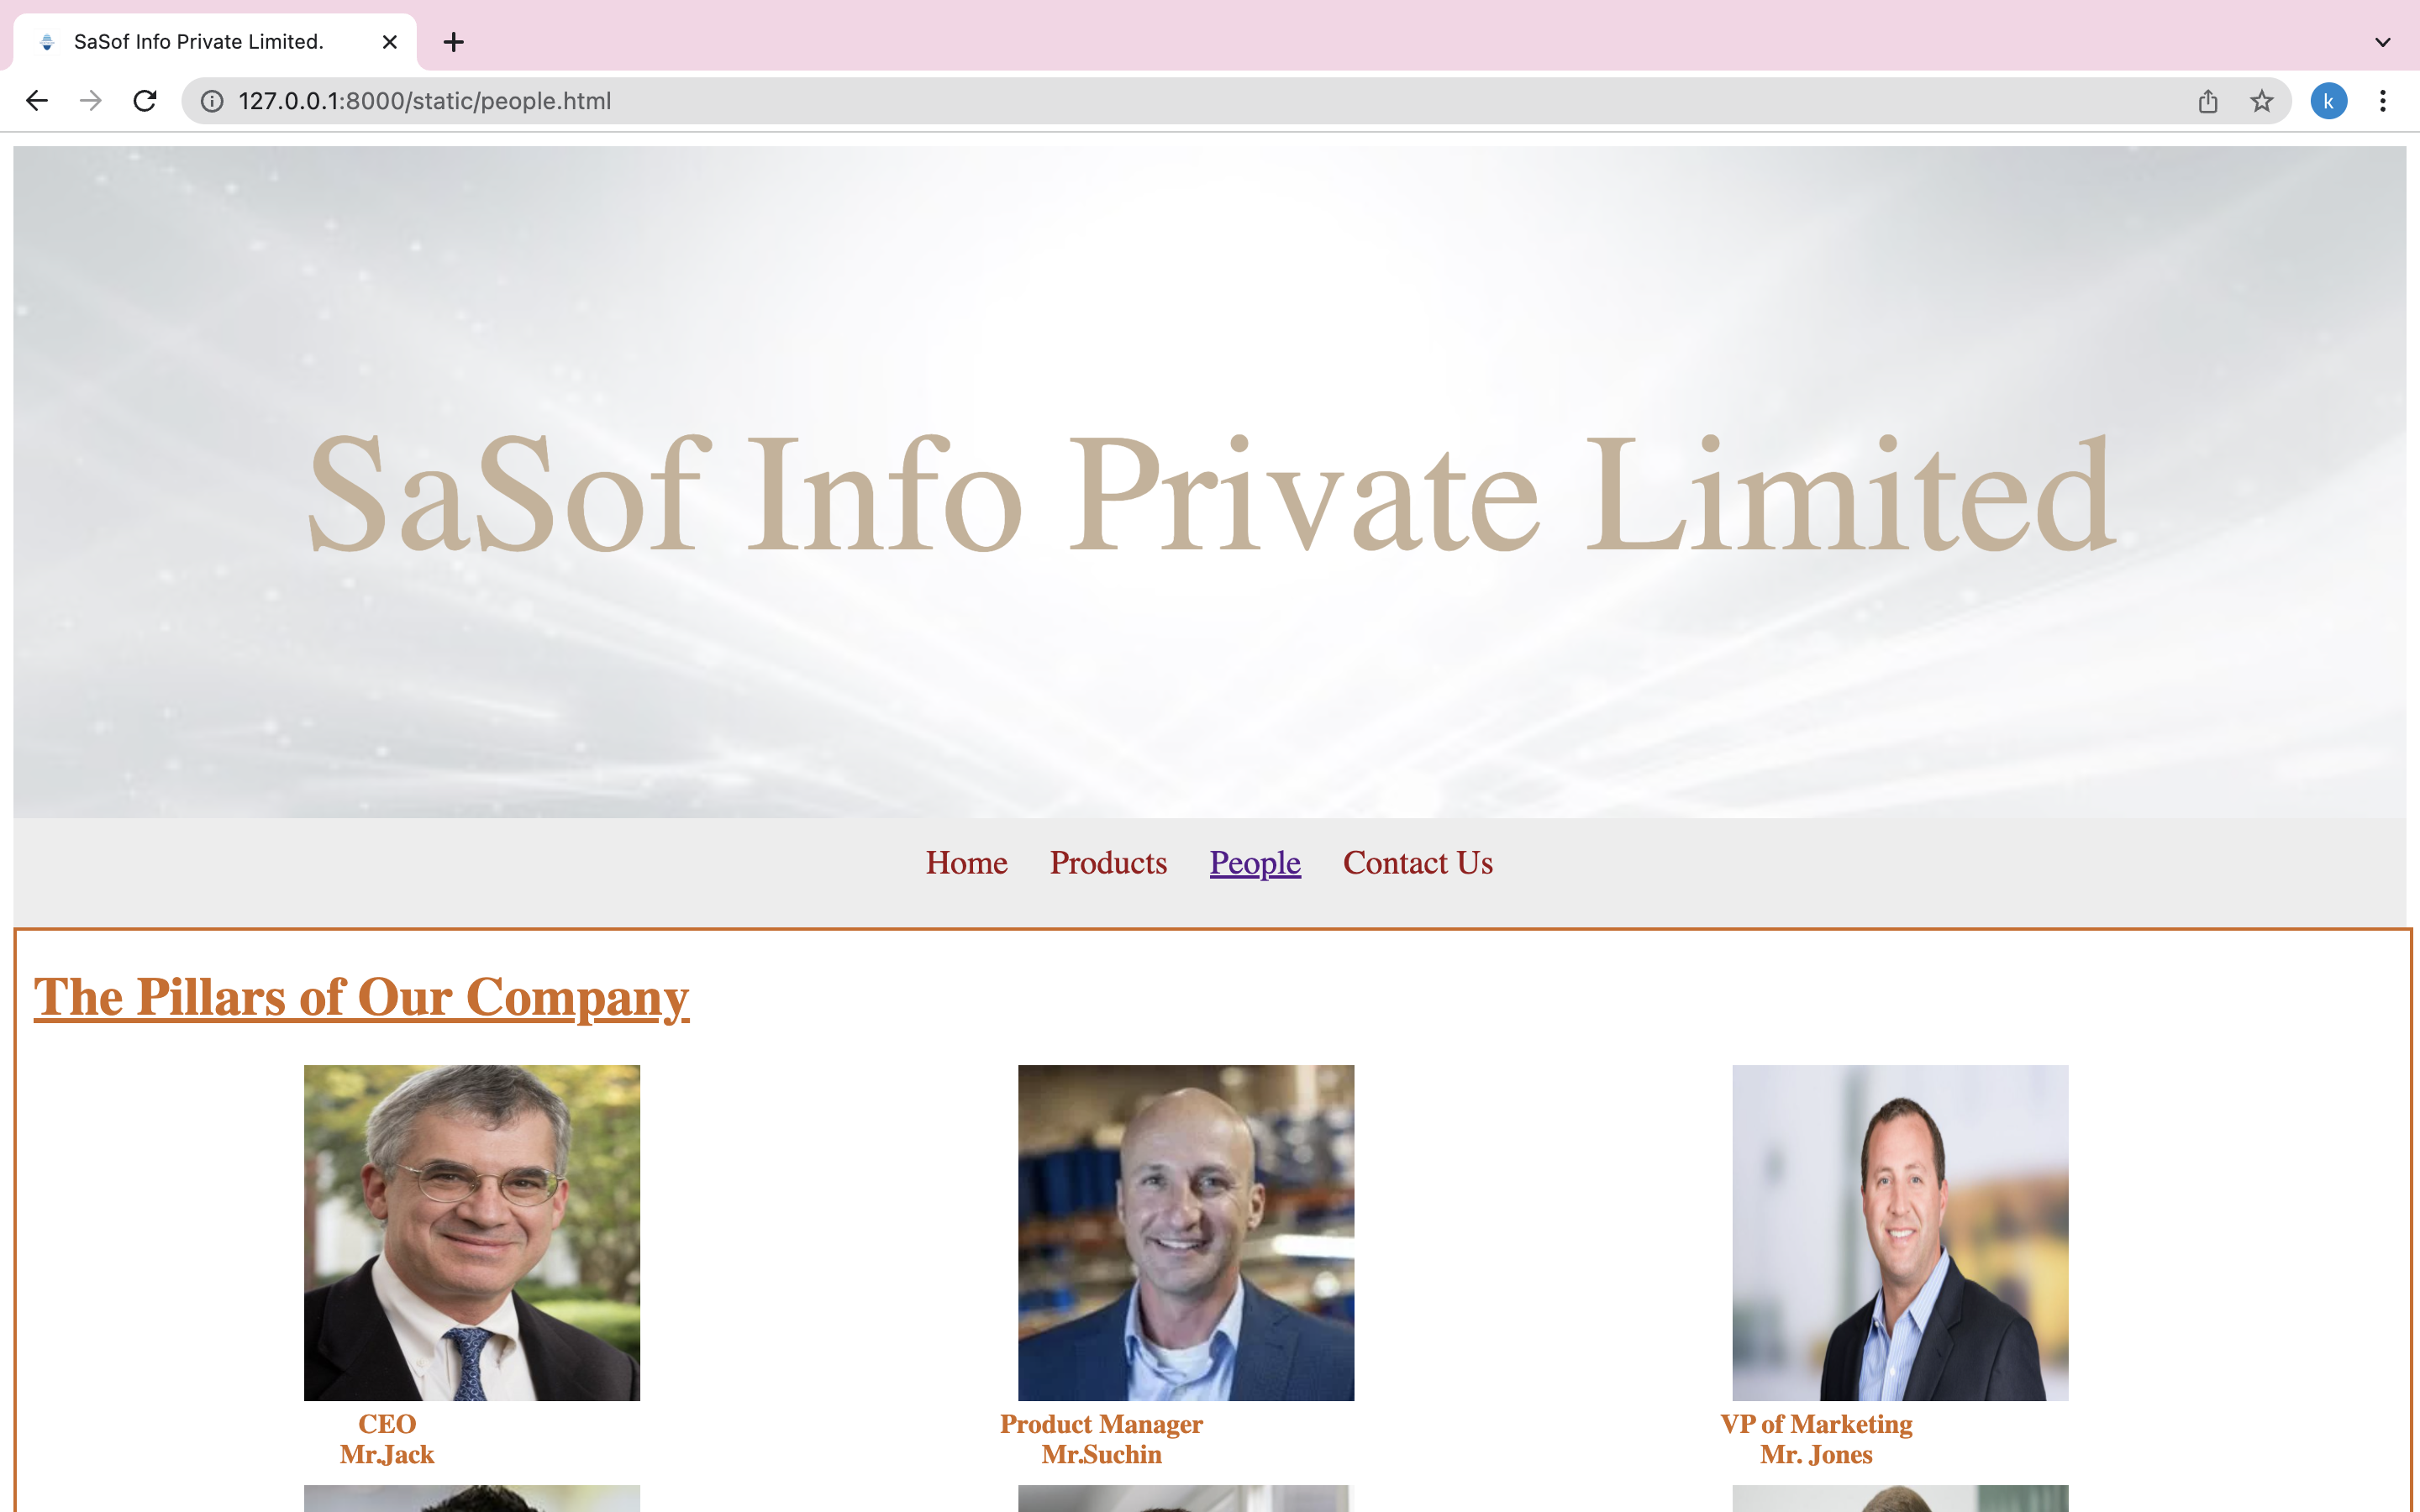 SaSof Info Private Limited.
127.0.0.1:8000/static/people.html
k
SaSof Info Private Limited
Home Products People Contact Us
The Pillars of Our Company
CEO
Mr.Jack
Product Manager
Mr.Suchin
VP of Marketing
Mr. Jones